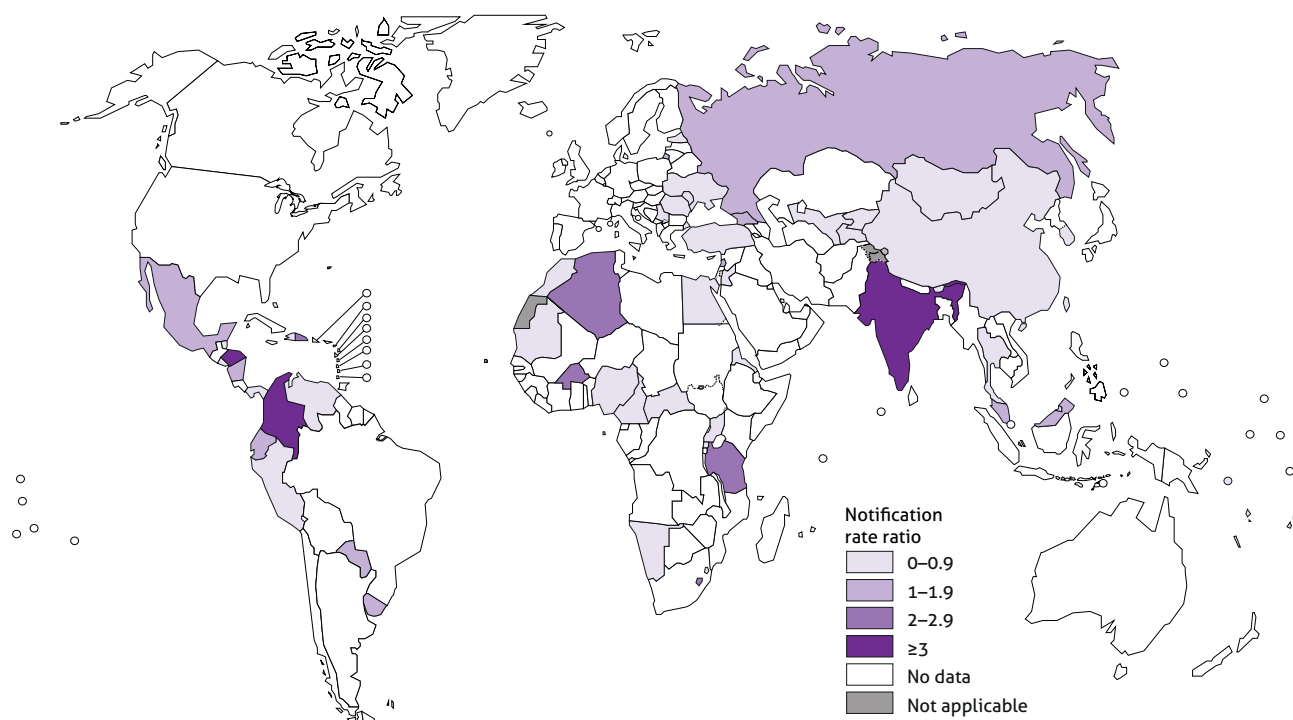 Notification
rate ratio
0–0.9
1–1.9
2–2.9
≥3
No data
Not applicable